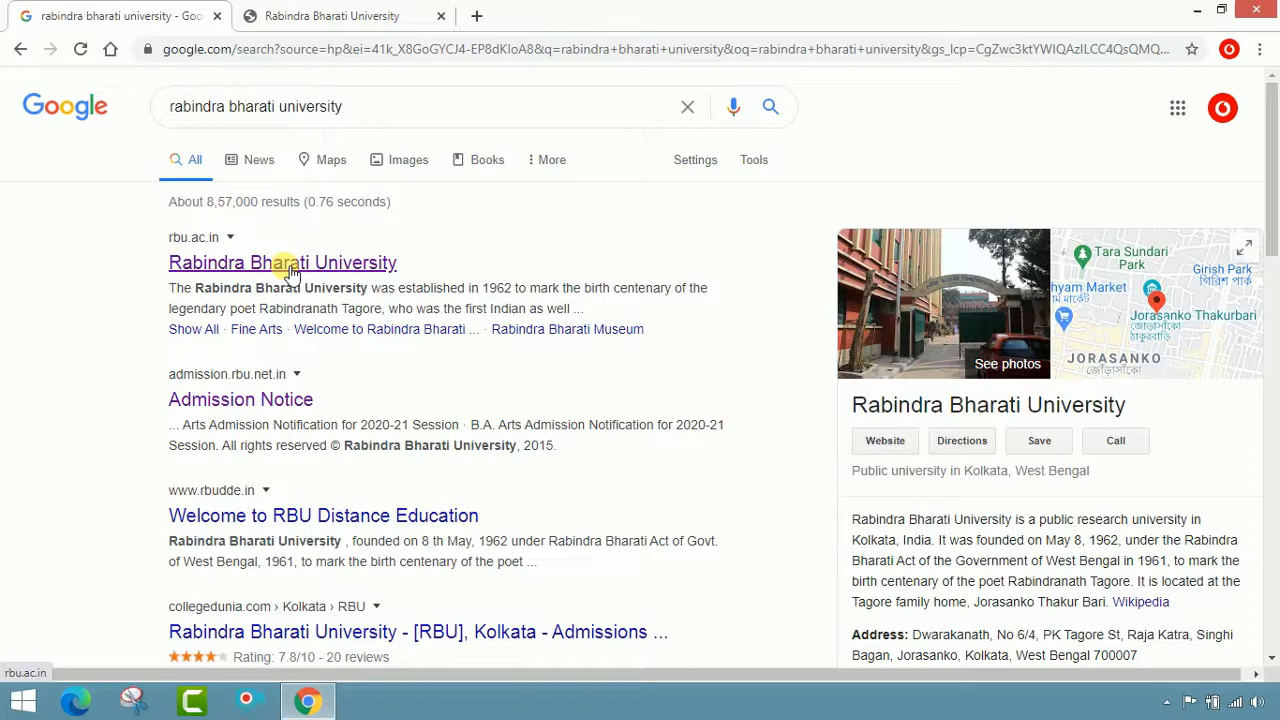 rabindra bharati university - Goo
Rabindra Bharati University
google.com/search?source=hp&ei=41k_X8GoGYCJ4-EP8dKIoA8&q=rabindra+bharati+university&oq=rabindra+bharati+university&gs_lcp=CgZwc3ktYWIQAzILCC4QsQMQ...
Google
rabindra bharati university
All
News
Maps
Images
Books
More
Settings
Tools
About 8,57,000 results (0.76 seconds)
rbu.ac.in
Rabindra Bharati University
The Rabindra Bharati University was established in 1962 to mark the birth centenary of the
legendary poet Rabindranath Tagore, who was the first Indian as well ...
Show All · Fine Arts · Welcome to Rabindra Bharati ... · Rabindra Bharati Museum
admission.rbu.net.in
Admission Notice
... Arts Admission Notification for 2020-21 Session · B.A. Arts Admission Notification for 2020-21
Session. All rights reserved © Rabindra Bharati University, 2015.
www.rbudde.in
Welcome to RBU Distance Education
Rabindra Bharati University , founded on 8 th May, 1962 under Rabindra Bharati Act of Govt.
of West Bengal, 1961, to mark the birth centenary of the poet ...
collegedunia.com › Kolkata › RBU
Rabindra Bharati University - [RBU], Kolkata - Admissions ...
Rating: 7.8/10 - 20 reviews
See photos
Tara Sundari
Park
Girish Park
গিরিশ পার্ক
hyam Market
Jorasanko Thakurbari
JORASANKO
জোড়াসাঁকো
Rabindra Bharati University
Website
Directions
Save
Call
Public university in Kolkata, West Bengal
Rabindra Bharati University is a public research university in
Kolkata, India. It was founded on May 8, 1962, under the Rabindra
Bharati Act of the Government of West Bengal in 1961, to mark the
birth centenary of the poet Rabindranath Tagore. It is located at the
Tagore family home, Jorasanko Thakur Bari. Wikipedia
Address: Dwarakanath, No 6/4, PK Tagore St, Raja Katra, Singhi
Bagan, Jorasanko, Kolkata, West Bengal 700007
rbu.ac.in